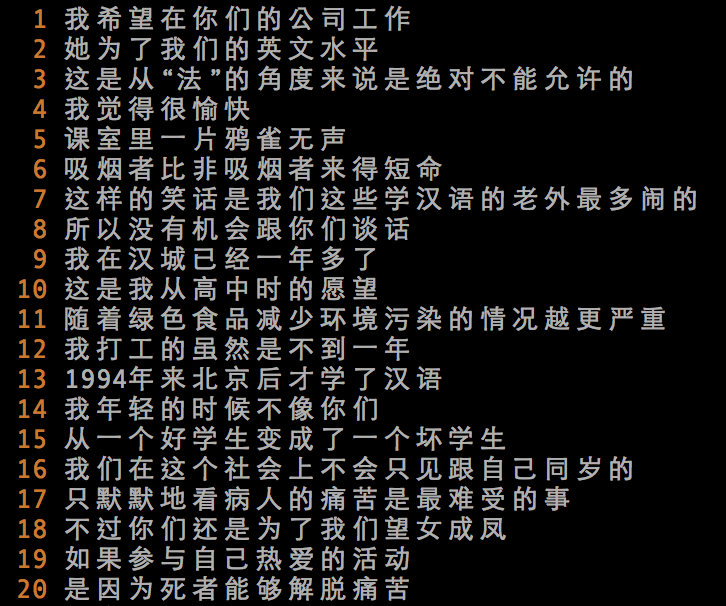 1 我希望在你们的公司工作
2 她为了我们的英文水平
3 这是从“法”的角度来说是绝对不能允许的
4 我觉得很愉快
5 课室里一片鸦雀无声
6 吸烟者比非吸烟者来得短命
7 这样的笑话是我们这些学汉语的老外最多闹的
8 所以没有机会跟你们谈话
9 我在汉城已经一年多了
10 这是我从高中时的愿望
11 随着绿色食品减少环境污染的情况越更严重
12 我打工的虽然是不到一年
13 1994年来北京后才学了汉语
14 我年轻的时候不像你们
15 从一个好学生变成了一个坏学生
16 我们在这个社会上不会只见跟自己同岁的
17 只默默地看病人的痛苦是最难受的事
18 不过你们还是为了我们望女成凤
19 如果参与自己热爱的活动
20 是因为死者能够解脱痛苦